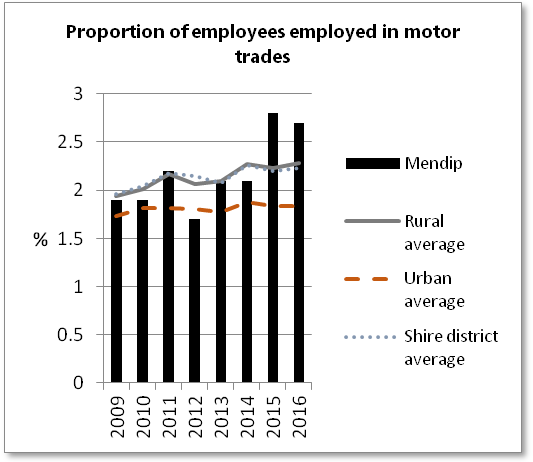 Proportion of employees employed in motor
trades
3
2.5
2
1.5
1
0.5
0
%
2009
2010
2011
2012
2013
2014
2015
2016
Mendip
Rural
average
Urban
average
Shire district
average